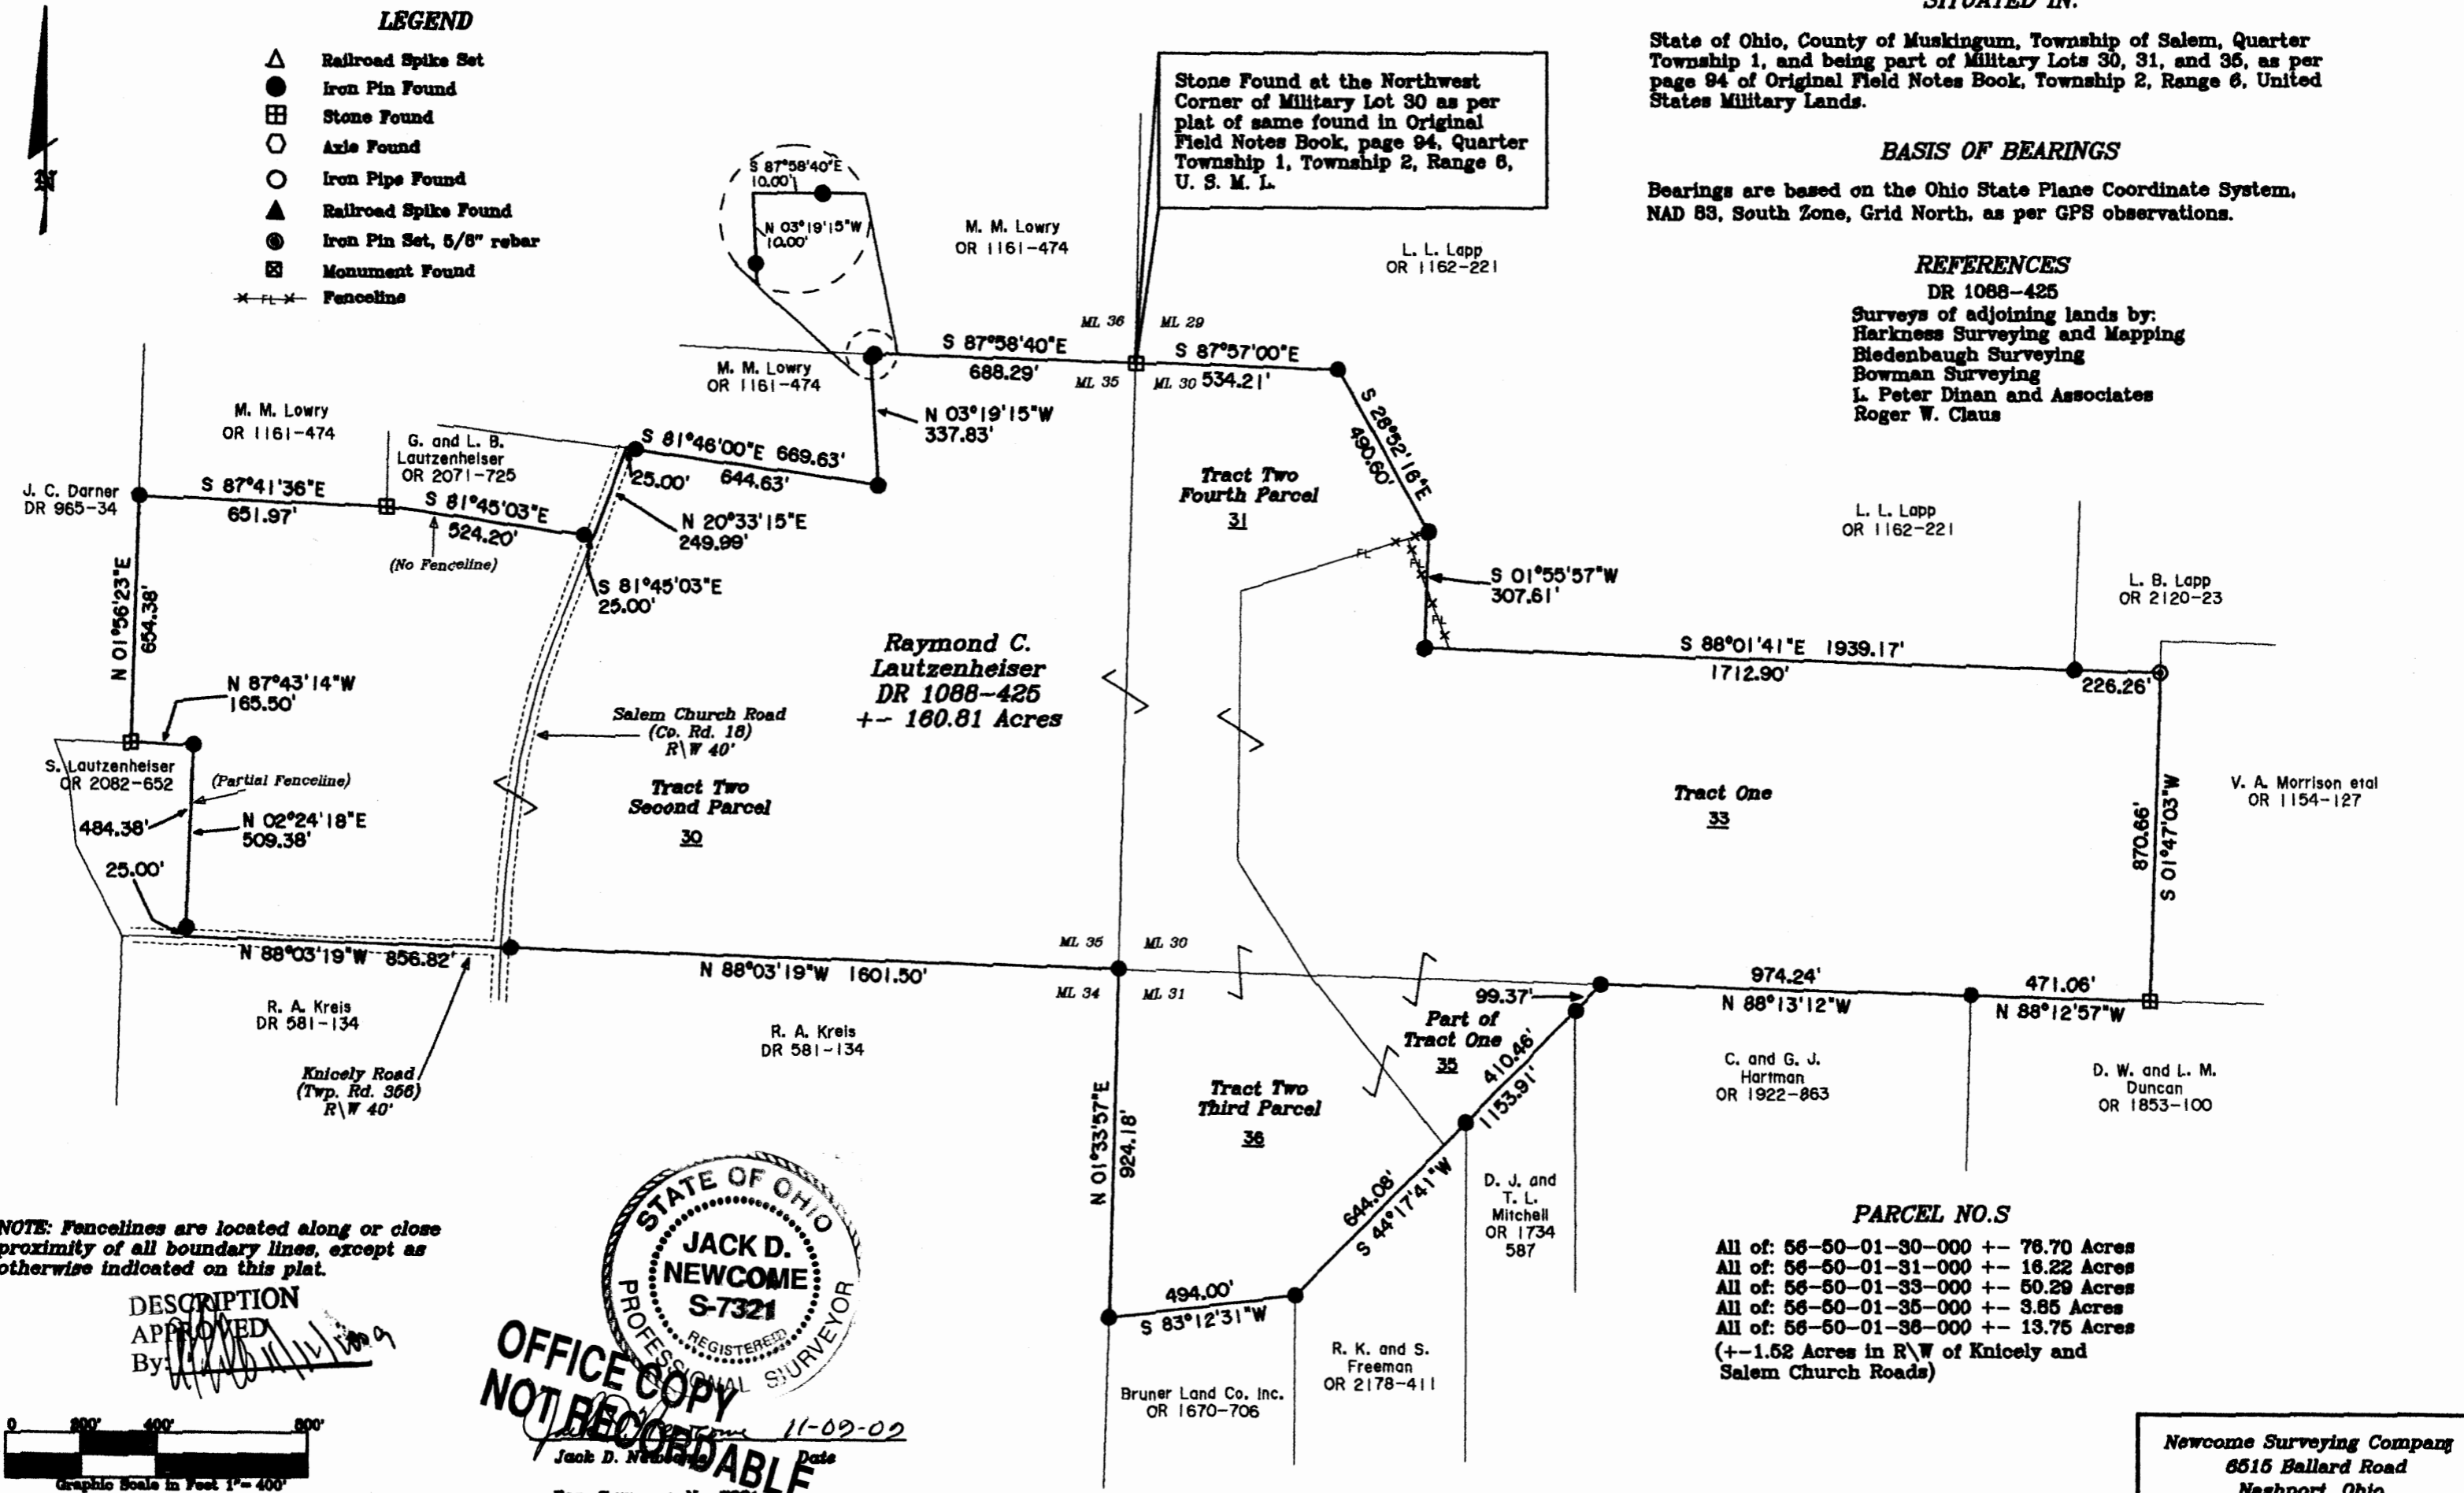 LEGEND
Railroad Spike Set
Iron Pin Found
Stone Found
Axle Found
Iron Pipe Found
Railroad Spike Found
Iron Pin Set, 5/8" rebar
Monument Found
FL
Fenceline
N
Stone Found at the Northwest
Corner of Military Lot 30 as per
plat of same found in Original
Field Notes Book, page 94, Quarter
Township 1, Township 2, Range 6,
U. S. M. L.
SITUATED IN:
State of Ohio, County of Muskingum, Township of Salem, Quarter
Township 1, and being part of Military Lots 30, 31, and 35, as per
page 94 of Original Field Notes Book, Township 2, Range 6, United
States Military Lands.
BASIS OF BEARINGS
Bearings are based on the Ohio State Plane Coordinate System,
NAD 83, South Zone, Grid North, as per GPS observations.
REFERENCES
DR 1088-425
Surveys of adjoining lands by:
Harkness Surveying and Mapping
Biedenbaugh Surveying
Bowman Surveying
L. Peter Dinan and Associates
Roger W. Claus
S 87°58'40"E
10.00'
N 03°19'15"W
10.00'
M. M. Lowry
OR 1161-474
L. L. Lapp
OR 1162-221
ML 36
ML 29
S 87°58'40"E
688.29'
S 87°57'00"E
ML 35
ML 30
534.21'
M. M. Lowry
OR 1161-474
N 03°19'15"W
337.83'
S 28°52'16"E
490.60'
M. M. Lowry
OR 1161-474
G. and L. B.
Lautzenheiser
OR 2071-725
S 81°46'00"E 669.63'
25.00'
644.63'
J. C. Darner
DR 965-34
S 87°41'36"E
651.97'
S 81°45'03"E
524.20'
(No Fenceline)
N 20°33'15"E
249.99'
S 81°45'03"E
25.00'
Tract Two
Fourth Parcel
31
FL
FL
FL
S 01°55'57"W
307.61'
L. L. Lapp
OR 1162-221
L. B. Lapp
OR 2120-23
N 01°56'23"E
654.38'
Raymond C.
Lautzenheiser
DR 1088-425
+- 160.81 Acres
S 88°01'41"E 1939.17'
1712.90'
226.26'
N 87°43'14"W
165.50'
Salem Church Road
(Co. Rd. 18)
R\W 40'
S. Lautzenheiser
OR 2082-652
(Partial Fenceline)
484.38'
N 02°24'18"E
509.38'
25.00'
Tract Two
Second Parcel
30
Tract One
33
870.66'
S 01°47'03"W
V. A. Morrison etal
OR 1154-127
N 88°03'19"W 856.82'
N 88°03'19"W 1601.50'
ML 35
ML 30
ML 34
ML 31
99.37'
974.24'
N 88°13'12"W
471.06'
N 88°12'57"W
R. A. Kreis
DR 581-134
R. A. Kreis
DR 581-134
Knicely Road
(Twp. Rd. 366)
R\W 40'
Part of
Tract One
35
410.46'
1153.91'
C. and G. J.
Hartman
OR 1922-863
D. W. and L. M.
Duncan
OR 1853-100
N 01°33'57"E
924.18'
Tract Two
Third Parcel
36
644.08'
S 44°17'41"W
D. J. and
T. L.
Mitchell
OR 1734
587
494.00'
S 83°12'31"W
Bruner Land Co. Inc.
OR 1670-706
R. K. and S.
Freeman
OR 2178-411
PARCEL NO.S
All of: 56-50-01-30-000 +- 76.70 Acres
All of: 56-50-01-31-000 +- 16.22 Acres
All of: 56-50-01-33-000 +- 50.29 Acres
All of: 56-50-01-35-000 +- 3.85 Acres
All of: 56-50-01-36-000 +- 13.75 Acres
(+-1.52 Acres in R\W of Knicely and
Salem Church Roads)
NOTE: Fencelines are located along or close
proximity of all boundary lines, except as
otherwise indicated on this plat.
DESCRIPTION
APPROVED
By:
STATE OF OHIO
JACK D.
NEWCOME
S-7321
REGISTERED
PROFESSIONAL SURVEYOR
OFFICE COPY
NOT RECORDABLE
11-09-09
Jack D. Newcome
Date
0 200' 400' 800'
Graphic Scale in Feet 1"= 400'
Newcome Surveying Company
6515 Ballard Road
Nashport, Ohio